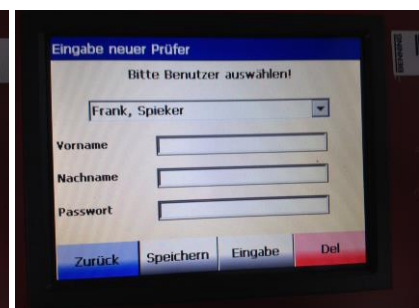 Eingabe neuer Prüfer
Bitte Benutzer auswählen!
Frank, Spieker
Vorname
Nachname
Passwort
Zurück Speichern Eingabe Del